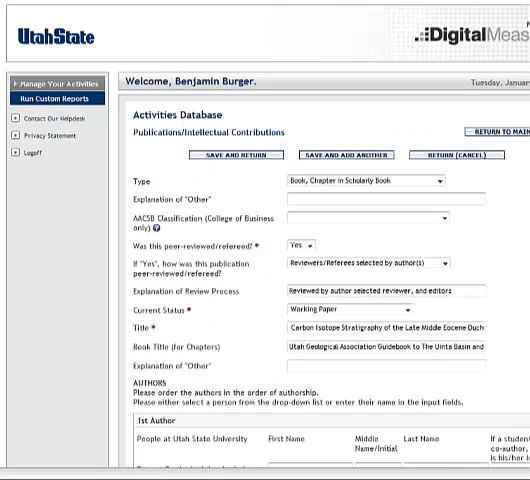 UtahState
.:iDigitalMeas
Manage Your Activities
Run Custom Reports
Contact Our Helpdesk
Privacy Statement
Logoff
Welcome, Benjamin Burger.
Tuesday, Januar
Activities Database
Publications/Intellectual Contributions
RETURN TO MAIN
SAVE AND RETURN
SAVE AND ADD ANOTHER
RETURN (CANCEL)
Type
Book, Chapter in Scholarly Book
Explanation of "Other"
AACSB Classification (College of Business
only)
Was this peer-reviewed/refereed? *
Yes
If "Yes", how was this publication
peer-reviewed/refereed?
Reviewers/Referees selected by author(s)
Explanation of Review Process
Reviewed by author selected reviewer, and editors
Current Status *
Working Paper
Title *
Carbon Isotope Stratigraphy of the Late Middle Eocene Duch
Book Title (for Chapters)
Utah Geological Association Guidebook to The Uinta Basin and
Explanation of "Other"
AUTHORS
Please order the authors in the order of authorship.
Please either select a person from the drop-down list or enter their name in the input fields.
1st Author
People at Utah State University
First Name
Middle
Name/Initial
Last Name
If a studen
co-author,
is his/her l